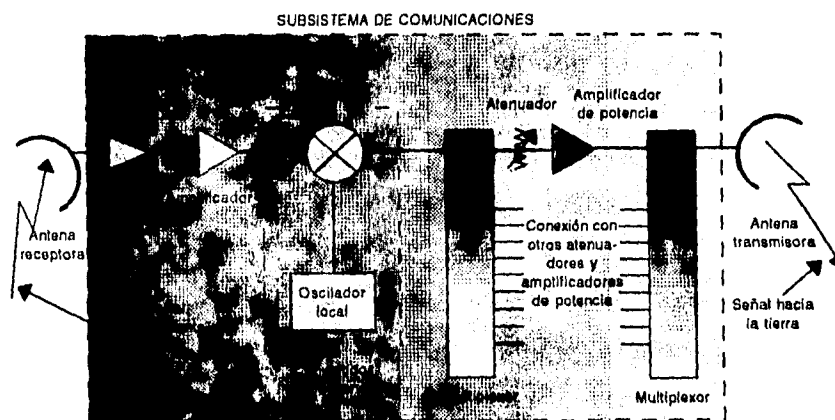 SUBSISTEMA DE COMUNICACIONES
Antena
receptora
Amplificador
Oscilador
local
Atenuador
Amplificador
de potencia
Conexión con
otros atenua-
dores y
amplificadores
de potencia
Multiplexor
Antena
transmisora
Señal hacia
la tierra